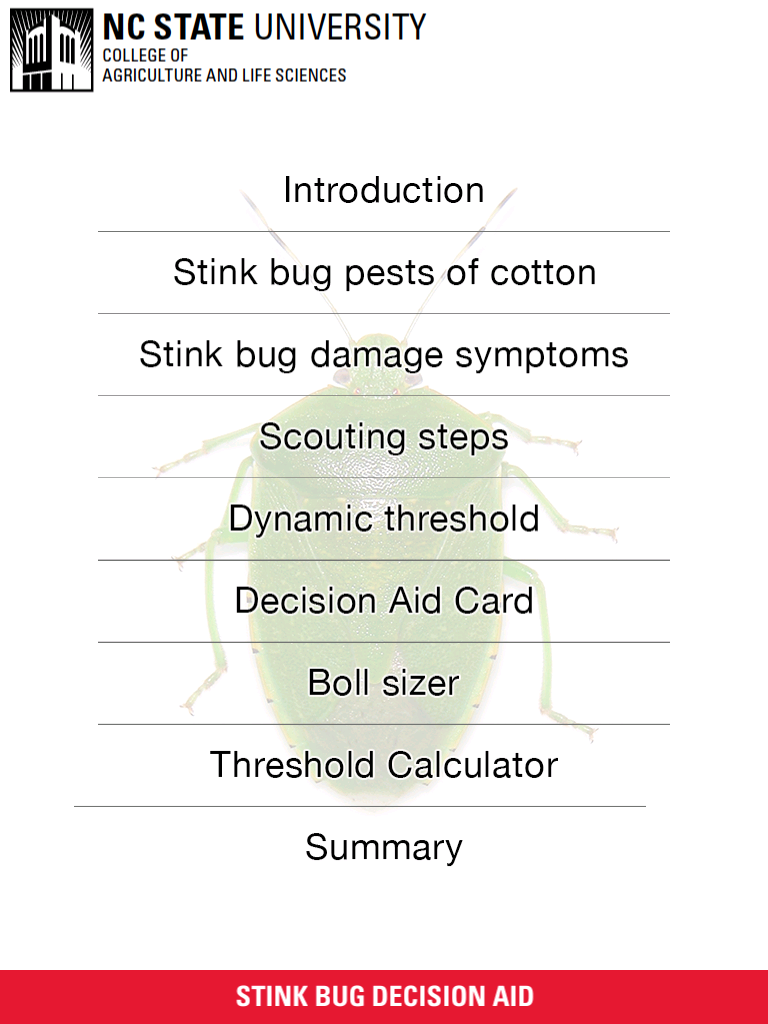 NC STATE UNIVERSITY
COLLEGE OF
AGRICULTURE AND LIFE SCIENCES
Introduction
Stink bug pests of cotton
Stink bug damage symptoms
Scouting steps
Dynamic threshold
Decision Aid Card
Boll sizer
Threshold Calculator
Summary
STINK BUG DECISION AID